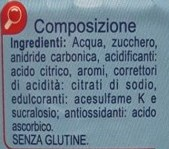 Composizione
Ingredienti: Acqua, zucchero,
anidride carbonica, acidificanti:
acido citrico, aromi, correttori
di acidità: citrati di sodio,
edulcoranti: acesulfame K e
sucralosio; antiossidanti: acido
ascorbico.
SENZA GLUTINE.